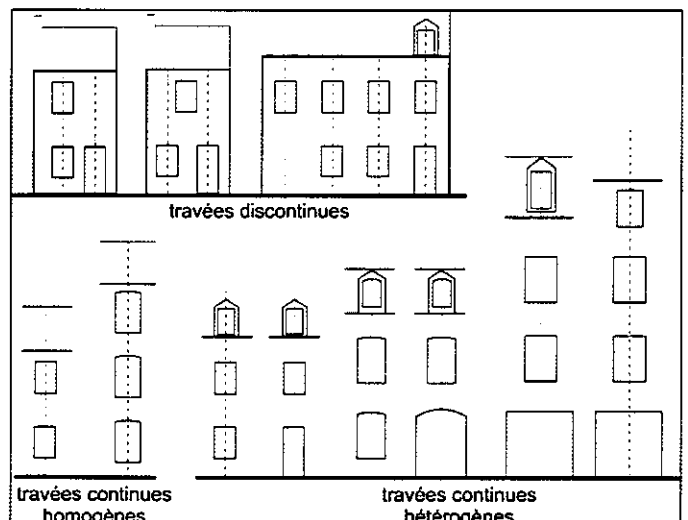 travées discontinues
travées continues
homogènes
travées continues
hétérogènes